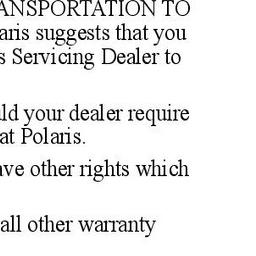 ANSPORTATION TO
aris suggests that you
s Servicing Dealer to
ld your dealer require
at Polaris.
ave other rights which
all other warranty